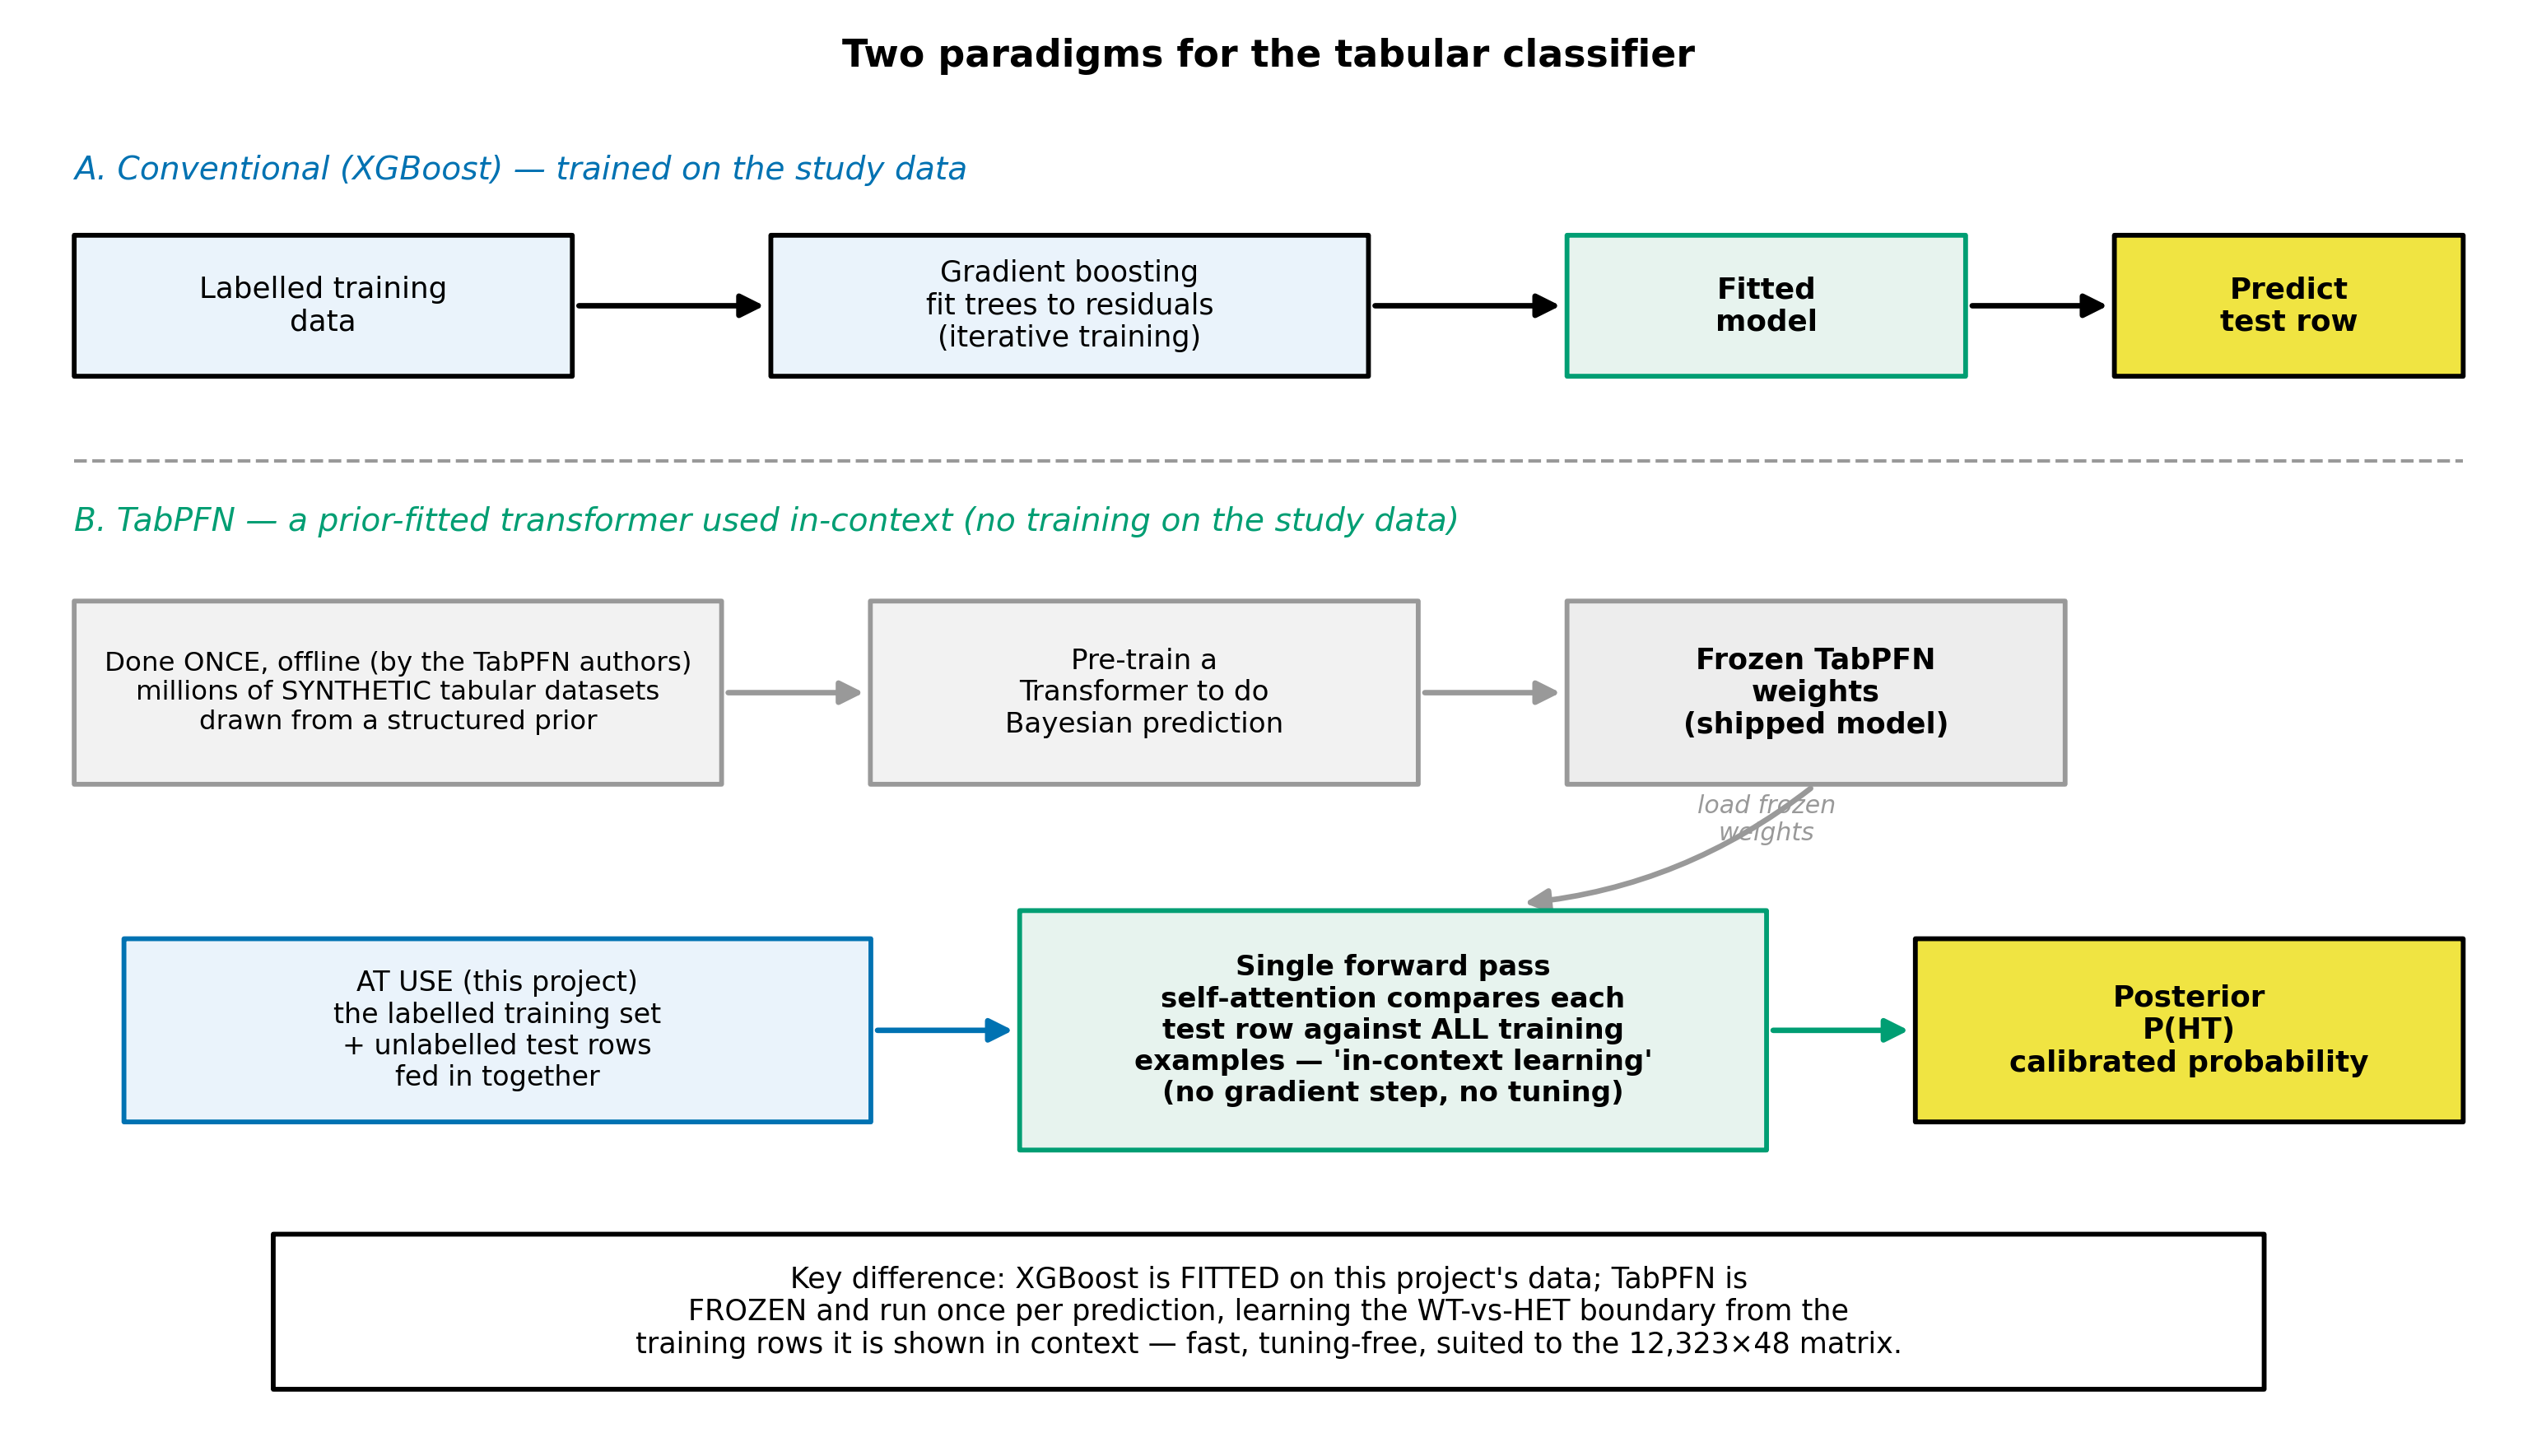 Two paradigms for the tabular classifier
A. Conventional (XGBoost) — trained on the study data
Labelled training
data
Gradient boosting
fit trees to residuals
(iterative training)
Fitted
model
Predict
test row
B. TabPFN — a prior-fitted transformer used in-context (no training on the study data)
Done ONCE, offline (by the TabPFN authors)
millions of SYNTHETIC tabular datasets
drawn from a structured prior
Pre-train a
Transformer to do
Bayesian prediction
Frozen TabPFN
weights
(shipped model)
load frozen
weights
AT USE (this project)
the labelled training set
+ unlabelled test rows
fed in together
Single forward pass
self-attention compares each
test row against ALL training
examples — 'in-context learning'
(no gradient step, no tuning)
Posterior
P(HT)
calibrated probability
Key difference: XGBoost is FITTED on this project's data; TabPFN is
FROZEN and run once per prediction, learning the WT-vs-HET boundary from the
training rows it is shown in context — fast, tuning-free, suited to the 12,323×48 matrix.